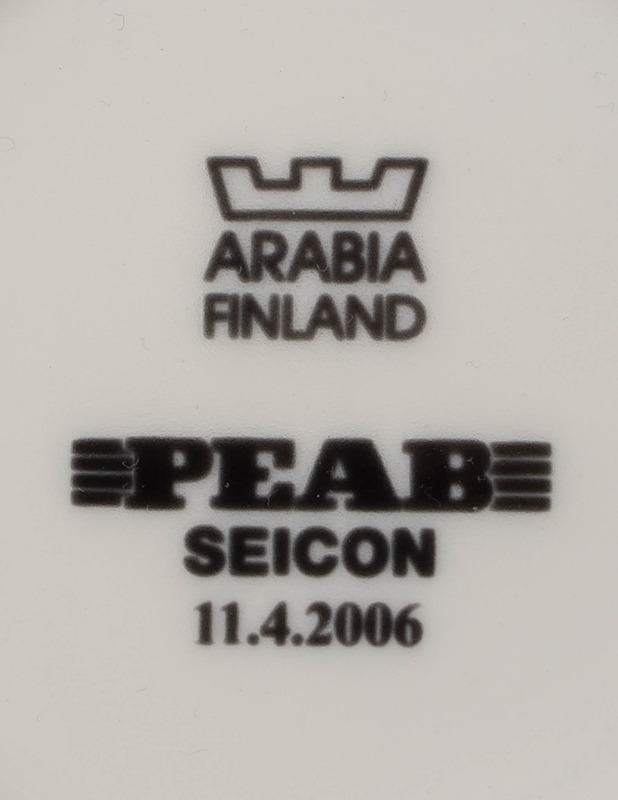 ARABIA
FINLAND
PEAB
SEICON
11.4.2006